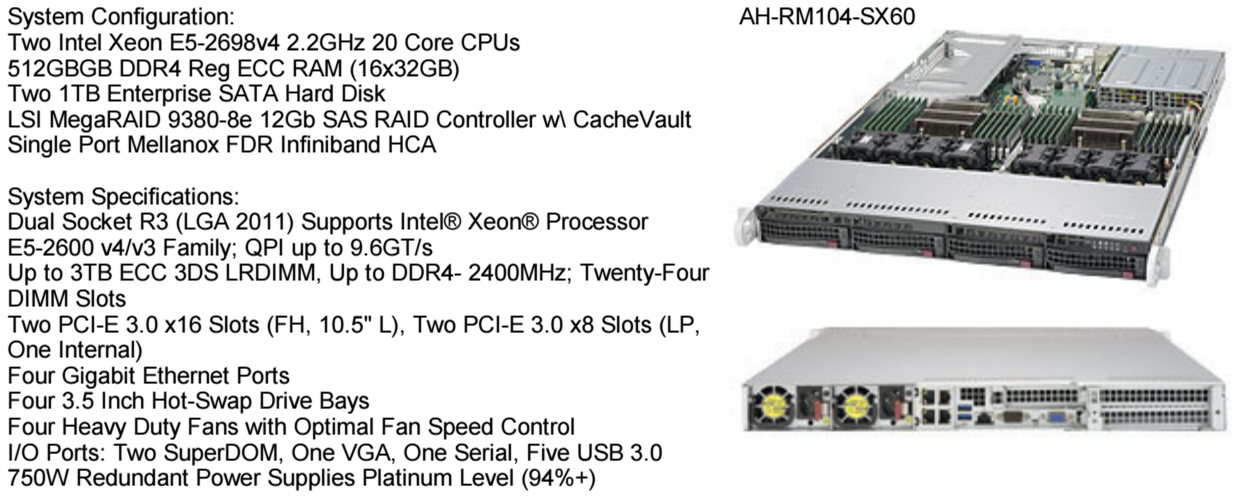 System Configuration:
Two Intel Xeon E5-2698v4 2.2GHz 20 Core CPUs
512GBGB DDR4 Reg ECC RAM (16x32GB)
Two 1TB Enterprise SATA Hard Disk
LSI MegaRAID 9380-8e 12Gb SAS RAID Controller w\ CacheVault
Single Port Mellanox FDR Infiniband HCA
System Specifications:
Dual Socket R3 (LGA 2011) Supports Intel® Xeon® Processor
E5-2600 v4/v3 Family; QPI up to 9.6GT/s
Up to 3TB ECC 3DS LRDIMM, Up to DDR4- 2400MHz; Twenty-Four
DIMM Slots
Two PCI-E 3.0 x16 Slots (FH, 10.5" L), Two PCI-E 3.0 x8 Slots (LP,
One Internal)
Four Gigabit Ethernet Ports
Four 3.5 Inch Hot-Swap Drive Bays
Four Heavy Duty Fans with Optimal Fan Speed Control
I/O Ports: Two SuperDOM, One VGA, One Serial, Five USB 3.0
750W Redundant Power Supplies Platinum Level (94%+)
AH-RM104-SX60